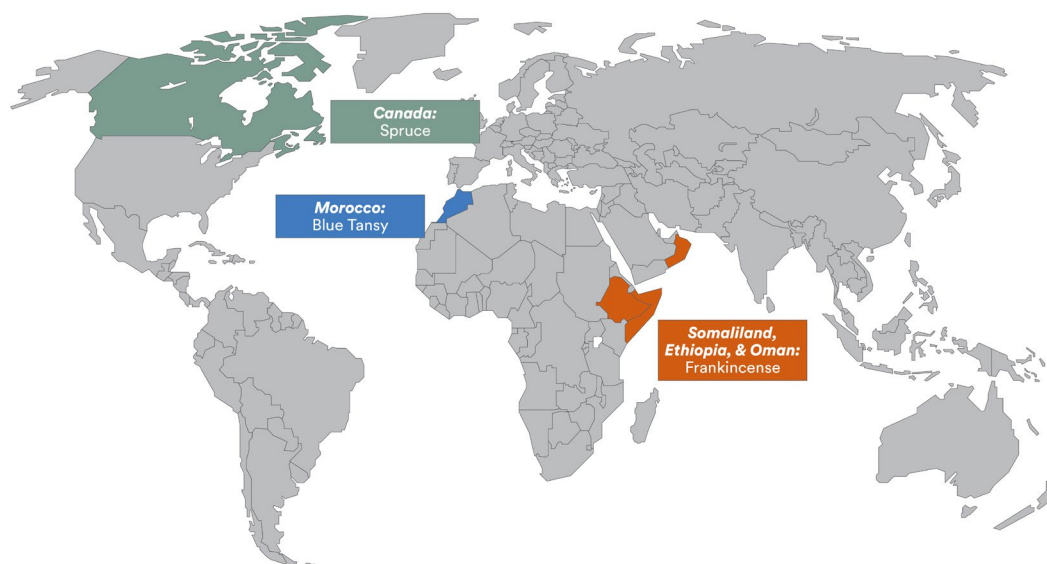 Canada:
Spruce
Morocco:
Blue Tansy
Somaliland,
Ethiopia, & Oman:
Frankincense